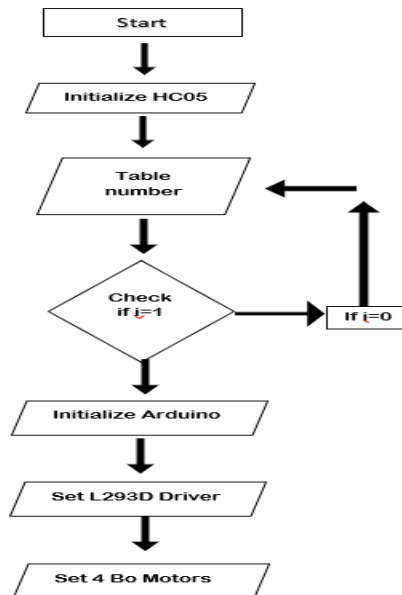 Start
Initialize HC05
Table
number
Check
if i=1
If i=0
Initialize Arduino
Set L293D Driver
Set 4 Bo Motors